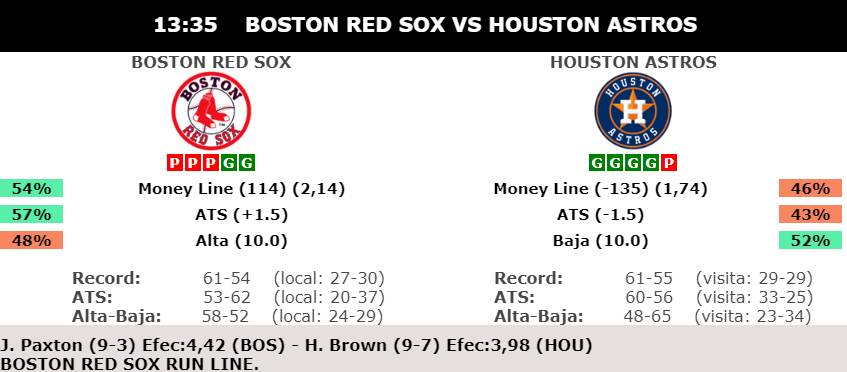 13:35 BOSTON RED SOX VS HOUSTON ASTROS
BOSTON RED SOX HOUSTON ASTROS
BOSTON RED SOX HOUSTON H ASTROS
P P P G G G G G G P
54% Money Line (114) (2,14) Money Line (-135) (1,74) 46%
57% ATS (+1.5) ATS (-1.5) 43%
48% Alta (10.0) Baja (10.0) 52%
Record: 61-54 (local: 27-30) Record: 61-55 (visita: 29-29)
ATS: 53-62 (local: 20-37) ATS: 60-56 (visita: 33-25)
Alta-Baja: 58-52 (local: 24-29) Alta-Baja: 48-65 (visita: 23-34)
J. Paxton (9-3) Efec:4,42 (BOS) - H. Brown (9-7) Efec:3,98 (HOU)
BOSTON RED SOX RUN LINE.